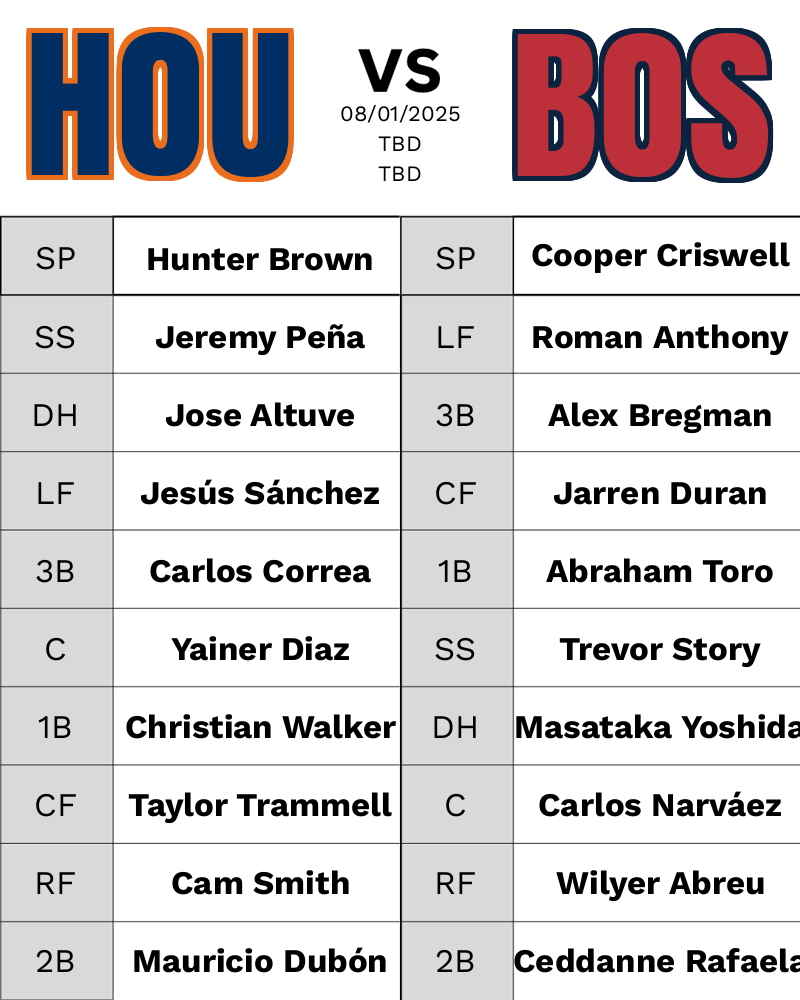 HOU VS BOS
08/01/2025
TBD
TBD
SP Hunter Brown SP Cooper Criswell
SS Jeremy Peña LF Roman Anthony
DH Jose Altuve 3B Alex Bregman
LF Jesús Sánchez CF Jarren Duran
3B Carlos Correa 1B Abraham Toro
C Yainer Diaz SS Trevor Story
1B Christian Walker DH Masataka Yoshida
CF Taylor Trammell C Carlos Narváez
RF Cam Smith RF Wilyer Abreu
2B Mauricio Dubón 2B Ceddanne Rafaela